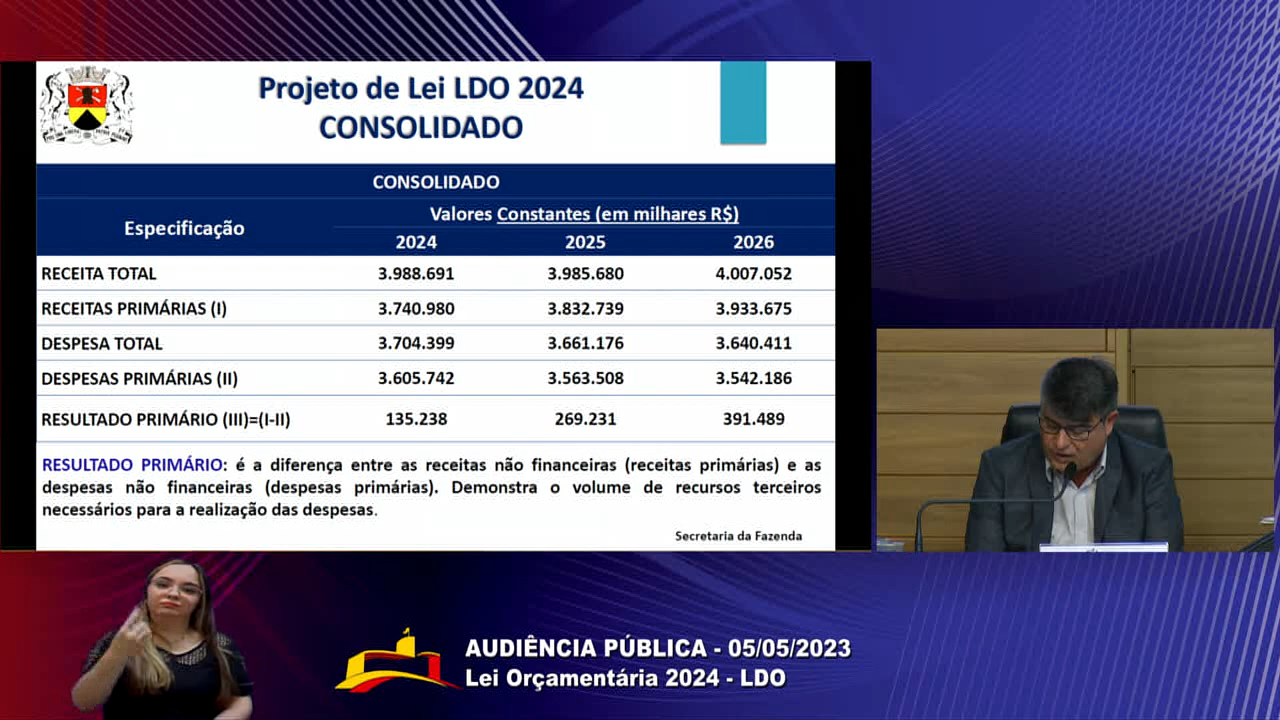 Projeto de Lei LDO 2024
CONSOLIDADO
CONSOLIDADO
Especificação
Valores Constantes (em milhares R$)
2024 2025 2026
RECEITA TOTAL 3.988.691 3.985.680 4.007.052
RECEITAS PRIMÁRIAS (I) 3.740.980 3.832.739 3.933.675
DESPESA TOTAL 3.704.399 3.661.176 3.640.411
DESPESAS PRIMÁRIAS (II) 3.605.742 3.563.508 3.542.186
RESULTADO PRIMÁRIO (III)=(I-II) 135.238 269.231 391.489
RESULTADO PRIMÁRIO: é a diferença entre as receitas não financeiras (receitas primárias) e as
despesas não financeiras (despesas primárias). Demonstra o volume de recursos terceiros
necessários para a realização das despesas.
Secretaria da Fazenda
AUDIÊNCIA PÚBLICA - 05/05/2023
Lei Orçamentária 2024 - LDO